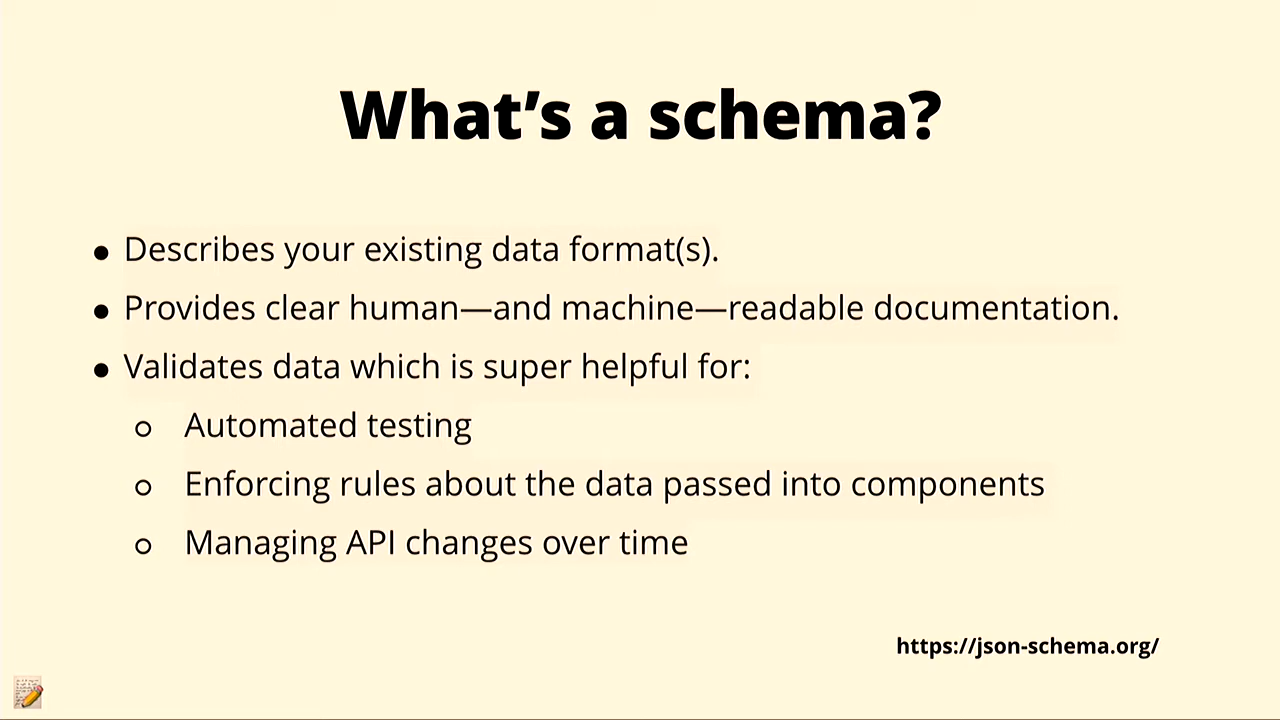 What’s a schema?
● Describes your existing data format(s).
● Provides clear human—and machine—readable documentation.
● Validates data which is super helpful for:
○ Automated testing
○ Enforcing rules about the data passed into components
○ Managing API changes over time
https://json-schema.org/